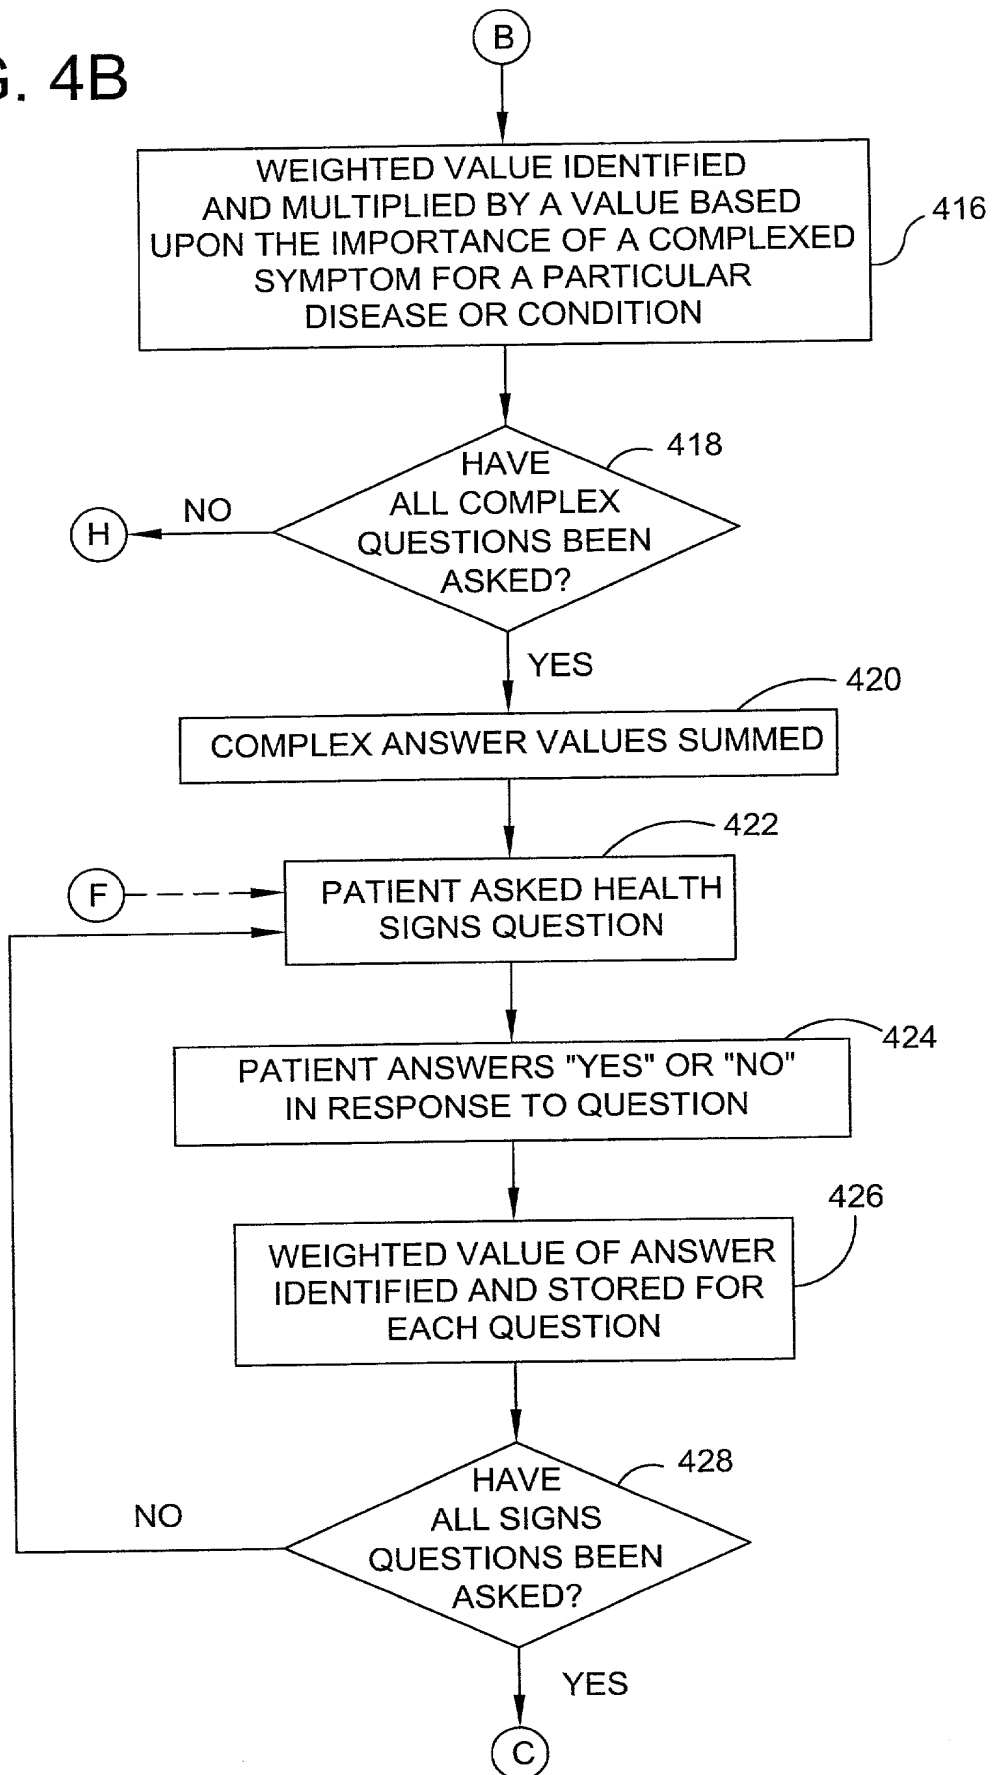 B
G. 4B
WEIGHTED VALUE IDENTIFIED
AND MULTIPLIED BY A VALUE BASED
UPON THE IMPORTANCE OF A COMPLEXED
SYMPTOM FOR A PARTICULAR
DISEASE OR CONDITION
416
418
HAVE
ALL COMPLEX
QUESTIONS BEEN
ASKED?
NO
H
YES
420
COMPLEX ANSWER VALUES SUMMED
422
F
PATIENT ASKED HEALTH
SIGNS QUESTION
424
PATIENT ANSWERS "YES" OR "NO"
IN RESPONSE TO QUESTION
426
WEIGHTED VALUE OF ANSWER
IDENTIFIED AND STORED FOR
EACH QUESTION
428
HAVE
ALL SIGNS
QUESTIONS BEEN
ASKED?
NO
YES
C